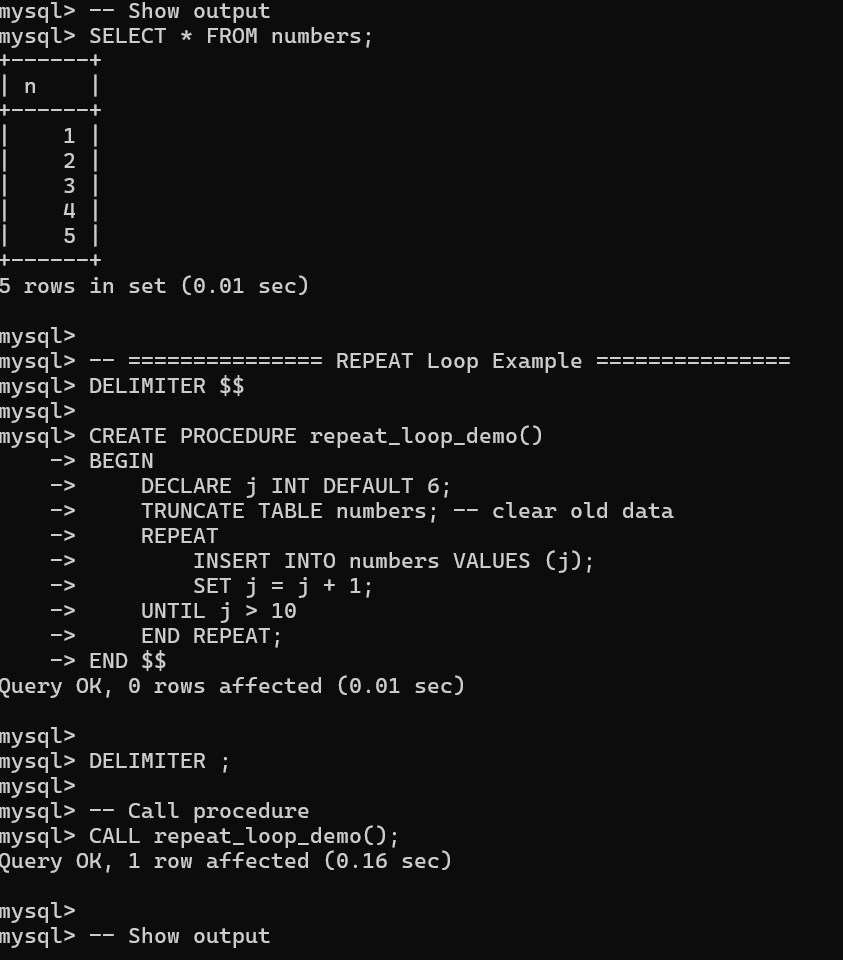 mysql> -- Show output
mysql> SELECT * FROM numbers;
+------+
| n    |
+------+
|    1 |
|    2 |
|    3 |
|    4 |
|    5 |
+------+
5 rows in set (0.01 sec)

mysql>
mysql> -- =============== REPEAT Loop Example ===============
mysql> DELIMITER $$
mysql>
mysql> CREATE PROCEDURE repeat_loop_demo()
    -> BEGIN
    ->     DECLARE j INT DEFAULT 6;
    ->     TRUNCATE TABLE numbers; -- clear old data
    ->     REPEAT
    ->         INSERT INTO numbers VALUES (j);
    ->         SET j = j + 1;
    ->     UNTIL j > 10
    ->     END REPEAT;
    -> END $$
Query OK, 0 rows affected (0.01 sec)

mysql>
mysql> DELIMITER ;
mysql>
mysql> -- Call procedure
mysql> CALL repeat_loop_demo();
Query OK, 1 row affected (0.16 sec)

mysql>
mysql> -- Show output